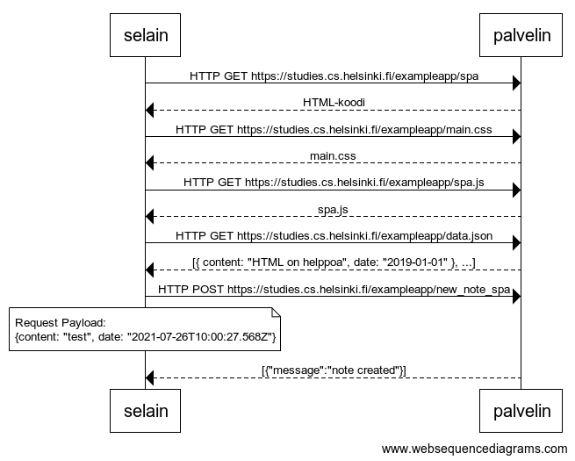 selain
palvelin
HTTP GET https://studies.cs.helsinki.fi/exampleapp/spa
HTML-koodi
HTTP GET https://studies.cs.helsinki.fi/exampleapp/main.css
main.css
HTTP GET https://studies.cs.helsinki.fi/exampleapp/spa.js
spa.js
HTTP GET https://studies.cs.helsinki.fi/exampleapp/data.json
[{ content: "HTML on helppoa", date: "2019-01-01" }, ...]
HTTP POST https://studies.cs.helsinki.fi/exampleapp/new_note_spa
Request Payload:
{content: "test", date: "2021-07-26T10:00:27.568Z"}
[{"message":"note created"}]
selain
palvelin
www.websequencediagrams.com